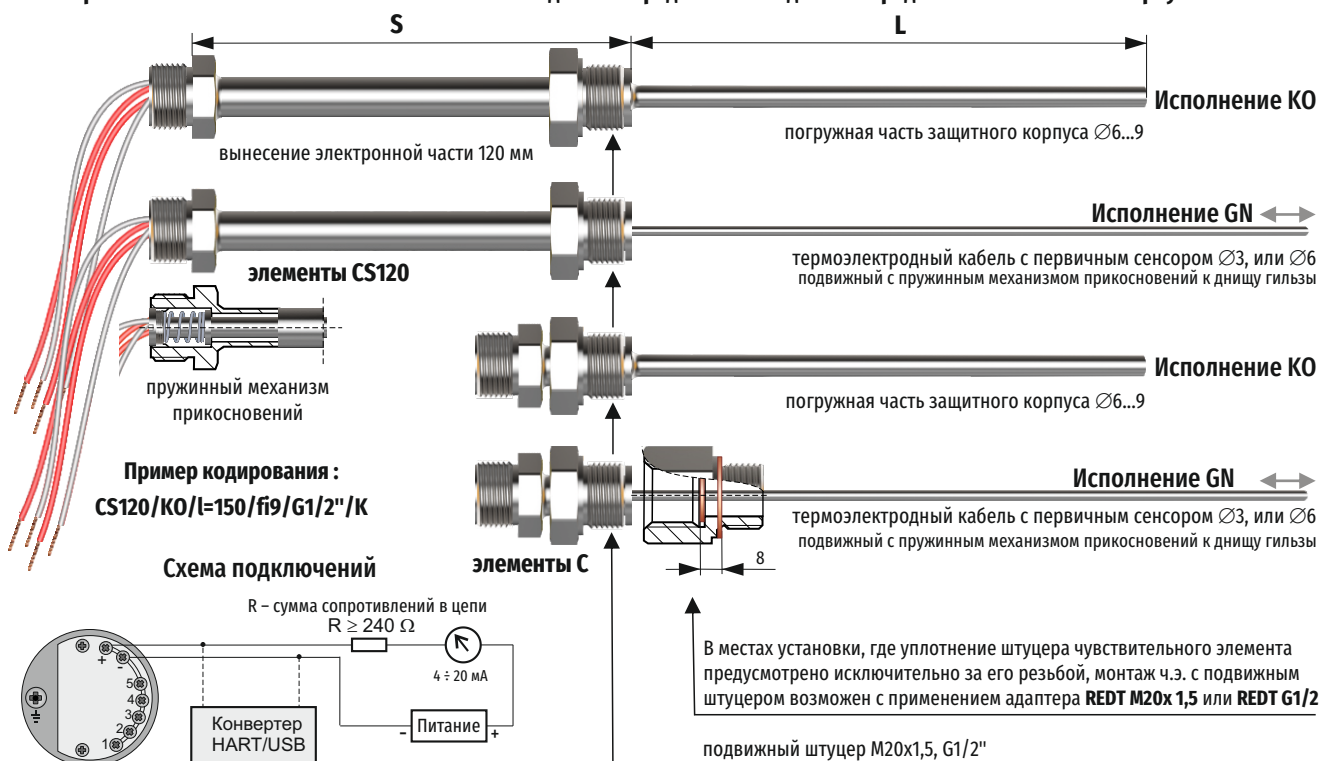 S
L
Исполнение KO
погружная часть защитного корпуса ∅6...9
вынесение электронной части 120 мм
Исполнение GN
термоэлектродный кабель с первичным сенсором ∅3, или ∅6
подвижный с пружинным механизмом прикосновений к днищу гильзы
элементы CS120
пружинный механизм
прикосновений
Исполнение KO
погружная часть защитного корпуса ∅6...9
Пример кодирования :
CS120/KO/l=150/fi9/G1/2"/K
Исполнение GN
термоэлектродный кабель с первичным сенсором ∅3, или ∅6
подвижный с пружинным механизмом прикосновений к днищу гильзы
элементы C
8
Схема подключений
R – сумма сопротивлений в цепи
R ≥ 240 Ω
4 ÷ 20 мА
+
-
5
4
3
2
1
Конвертер
HART/USB
- Питание +
В местах установки, где уплотнение штуцера чувствительного элемента
предусмотрено исключительно за его резьбой, монтаж ч.э. с подвижным
штуцером возможен с применением адаптера REDT M20x 1,5 или REDT G1/2
подвижный штуцер M20x1,5, G1/2"